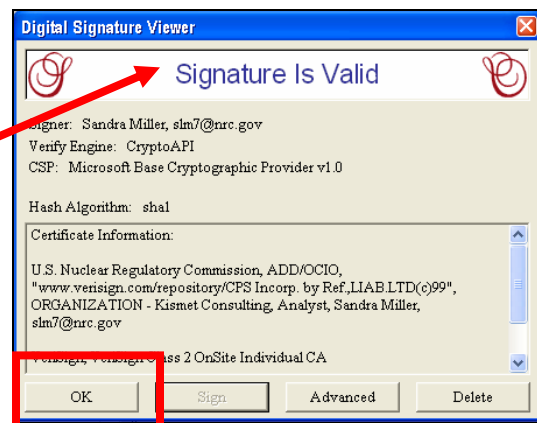 Digital Signature Viewer
Signature Is Valid
Signer: Sandra Miller, slm7@nrc.gov
Verify Engine: CryptoAPI
CSP: Microsoft Base Cryptographic Provider v1.0
Hash Algorithm: sha1
Certificate Information:
U.S. Nuclear Regulatory Commission, ADD/OCIO,
"www.verisign.com/repository/CPS Incorp. by Ref.,LIAB.LTD(c)99",
ORGANIZATION - Kismet Consulting, Analyst, Sandra Miller,
slm7@nrc.gov
VeriSign, VeriSign Class 2 OnSite Individual CA
OK
Sign
Advanced
Delete